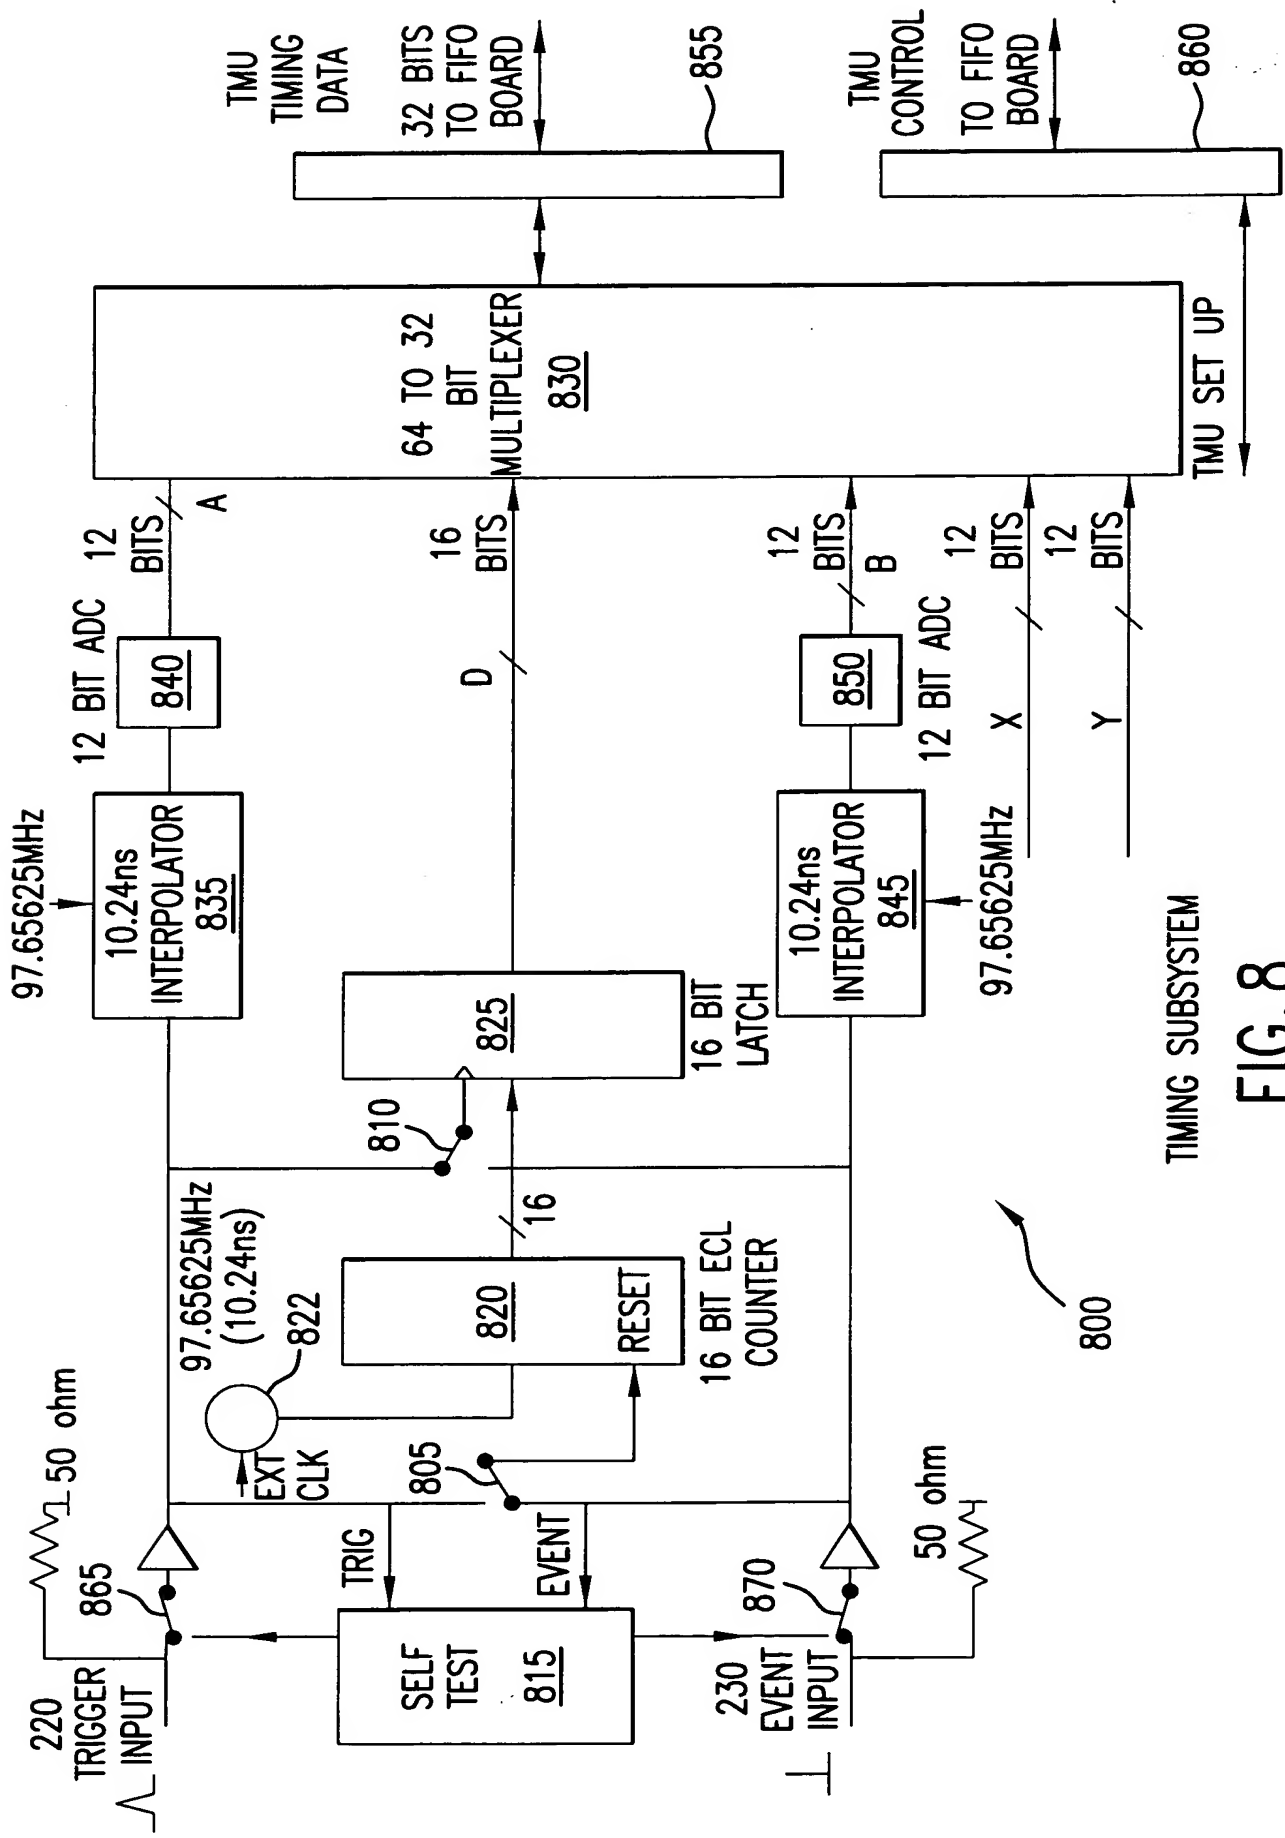 220
TRIGGER
INPUT
865
50 ohm
97.65625MHz
10.24ns
INTERPOLATOR
835
12 BIT ADC
840
12
BITS
A
TMU
TIMING
DATA
32 BITS
TO FIFO
BOARD
855
EXT
CLK
97.65625MHz
(10.24ns)
822
TRIG
SELF
TEST
815
EVENT
805
820
RESET
16 BIT ECL
COUNTER
16
810
825
16 BIT
LATCH
D
16
BITS
64 TO 32
BIT
MULTIPLEXER
830
230
EVENT
INPUT
870
50 ohm
10.24ns
INTERPOLATOR
845
97.65625MHz
850
12 BIT ADC
12
BITS
B
X
12
BITS
Y
12
BITS
TMU SET UP
TMU
CONTROL
TO FIFO
BOARD
860
800
TIMING SUBSYSTEM
FIG. 8